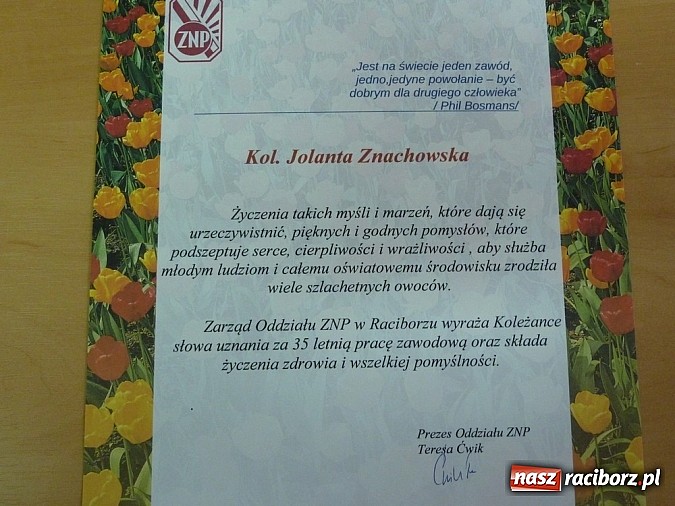 ZNP
„Jest na świecie jeden zawód,
jedno,jedyne powołanie – być
dobrym dla drugiego człowieka"
/ Phil Bosmans/
Kol. Jolanta Znachowska
Życzenia takich myśli i marzeń, które dają się
urzeczywistnić, pięknych i godnych pomysłów, które
podszeptuje serce, cierpliwości i wrażliwości , aby służba
młodym ludziom i całemu oświatowemu środowisku zrodziła
wiele szlachetnych owoców.
Zarząd Oddziału ZNP w Raciborzu wyraża Koleżance
słowa uznania za 35 letnią pracę zawodową oraz składa
życzenia zdrowia i wszelkiej pomyślności.
Prezes Oddziału ZNP
Teresa Ćwik
nasz raciborz.pl